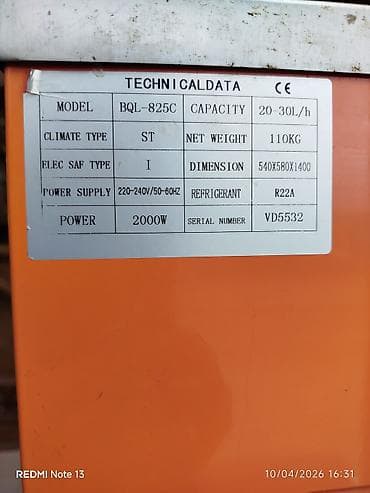 TECHNICALDATA CE
MODEL BQL-825C CAPACITY 20-30L/h
CLIMATE TYPE ST NET WEIGHT 110KG
ELEC SAF TYPE I DIMENSION 540X580X1400
POWER SUPPLY 220-240V/50-60HZ REFRIGERANT R22A
POWER 2000W SERIAL NUMBER VD5532
REDMI Note 13 10/04/2026 16:31